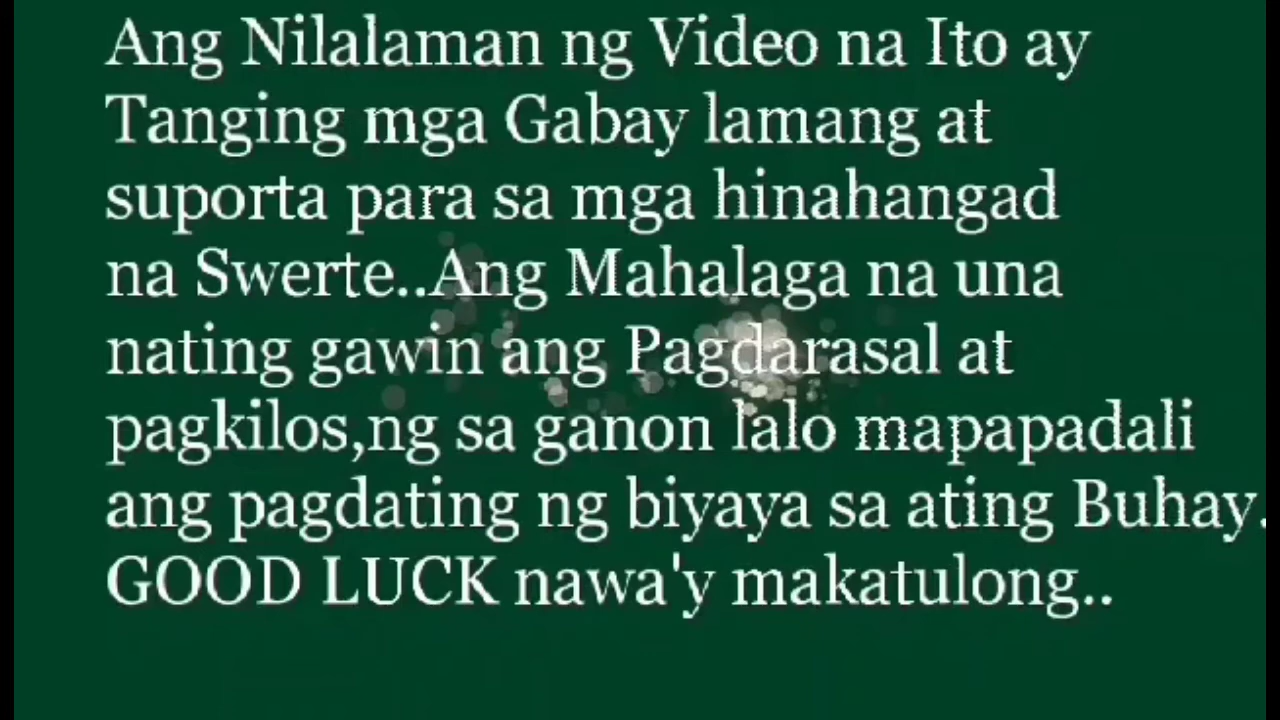 Ang Nilalaman ng Video na Ito ay
Tanging mga Gabay lamang at
suporta para sa mga hinahangad
na Swerte..Ang Mahalaga na una
nating gawin ang Pagdarasal at
pagkilos,ng sa ganon lalo mapapadali
ang pagdating ng biyaya sa ating Buhay.
GOOD LUCK nawa'y makatulong..